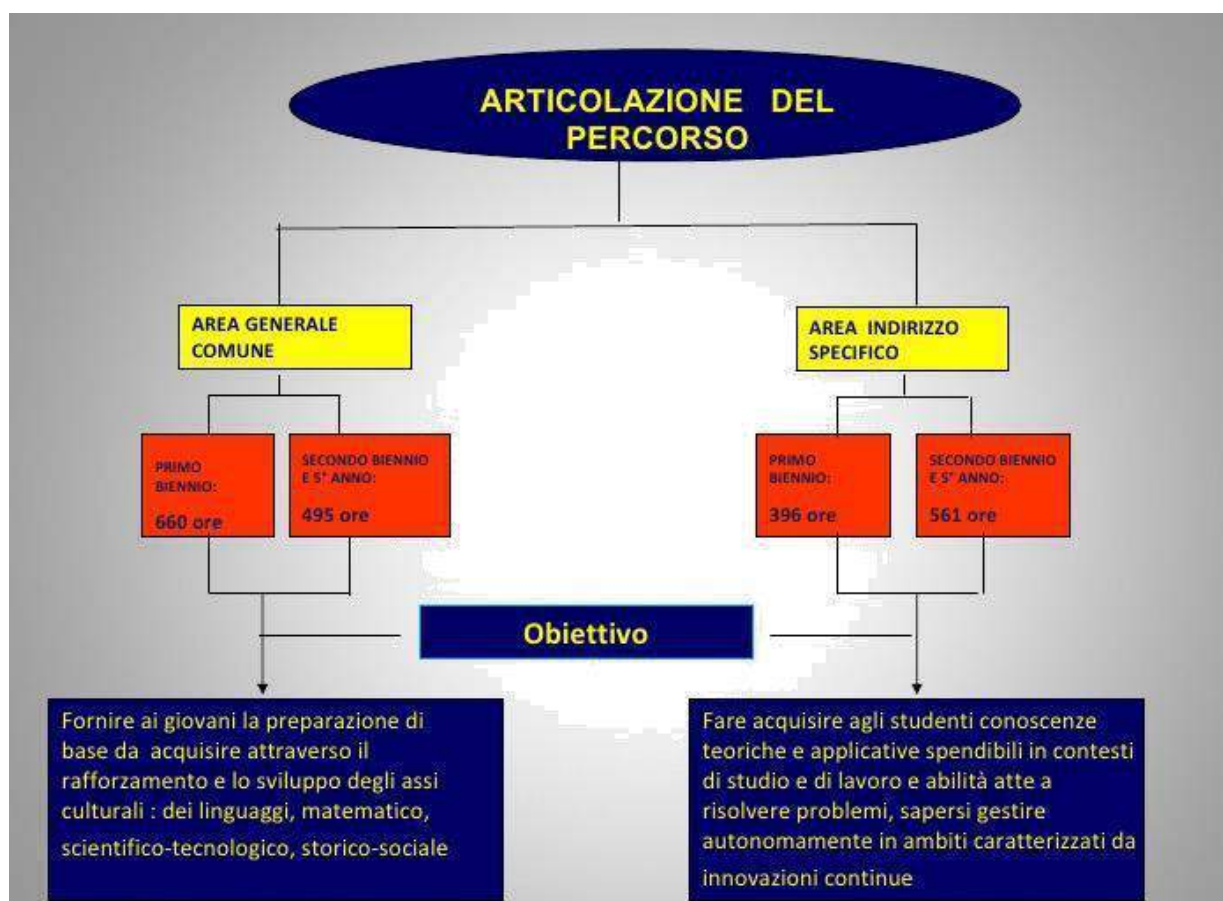 ARTICOLAZIONE DEL
PERCORSO
AREA GENERALE
COMUNE
AREA INDIRIZZO
SPECIFICO
PRIMO
BIENNIO:
660 ore
SECONDO BIENNIO
E 5° ANNO:
495 ore
PRIMO
BIENNIO:
396 ore
SECONDO BIENNIO
E 5° ANNO:
561 ore
Obiettivo
Fornire ai giovani la preparazione di
base da acquisire attraverso il
rafforzamento e lo sviluppo degli assi
culturali : dei linguaggi, matematico,
scientifico-tecnologico, storico-sociale
Fare acquisire agli studenti conoscenze
teoriche e applicative spendibili in contesti
di studio e di lavoro e abilità atte a
risolvere problemi, sapersi gestire
autonomamente in ambiti caratterizzati da
innovazioni continue